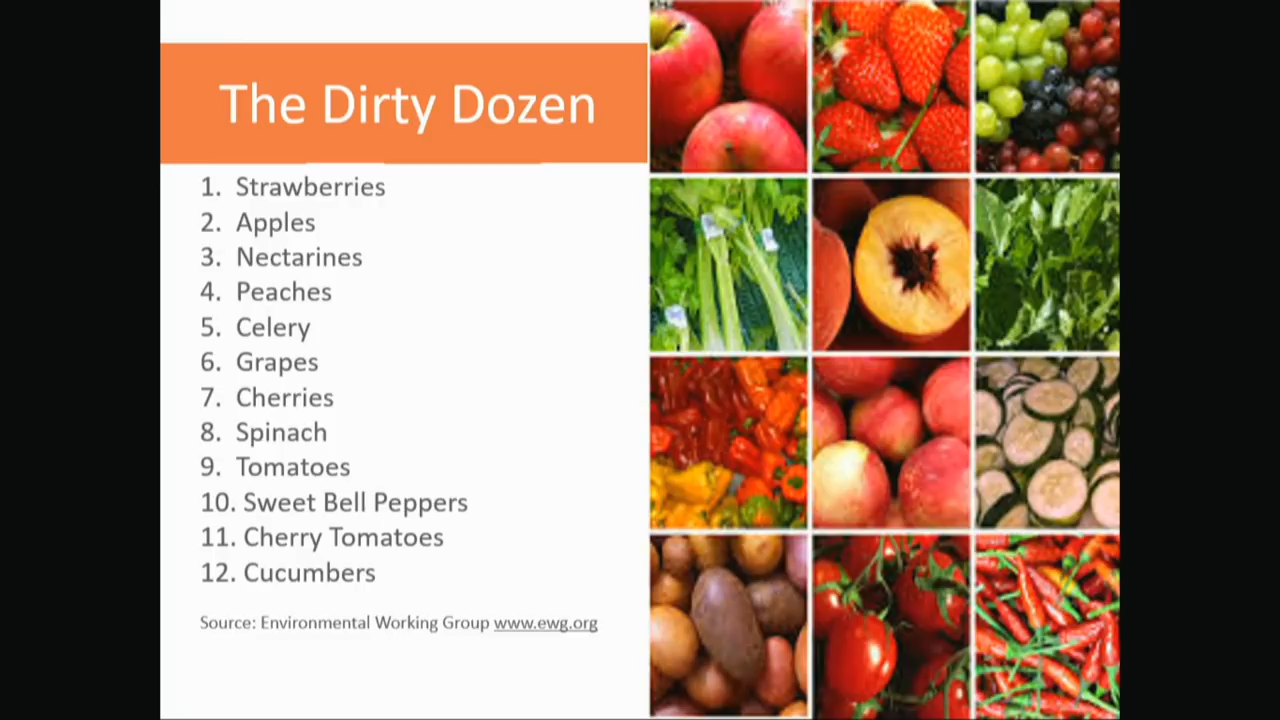 The Dirty Dozen
1. Strawberries
2. Apples
3. Nectarines
4. Peaches
5. Celery
6. Grapes
7. Cherries
8. Spinach
9. Tomatoes
10. Sweet Bell Peppers
11. Cherry Tomatoes
12. Cucumbers
Source: Environmental Working Group www.ewg.org